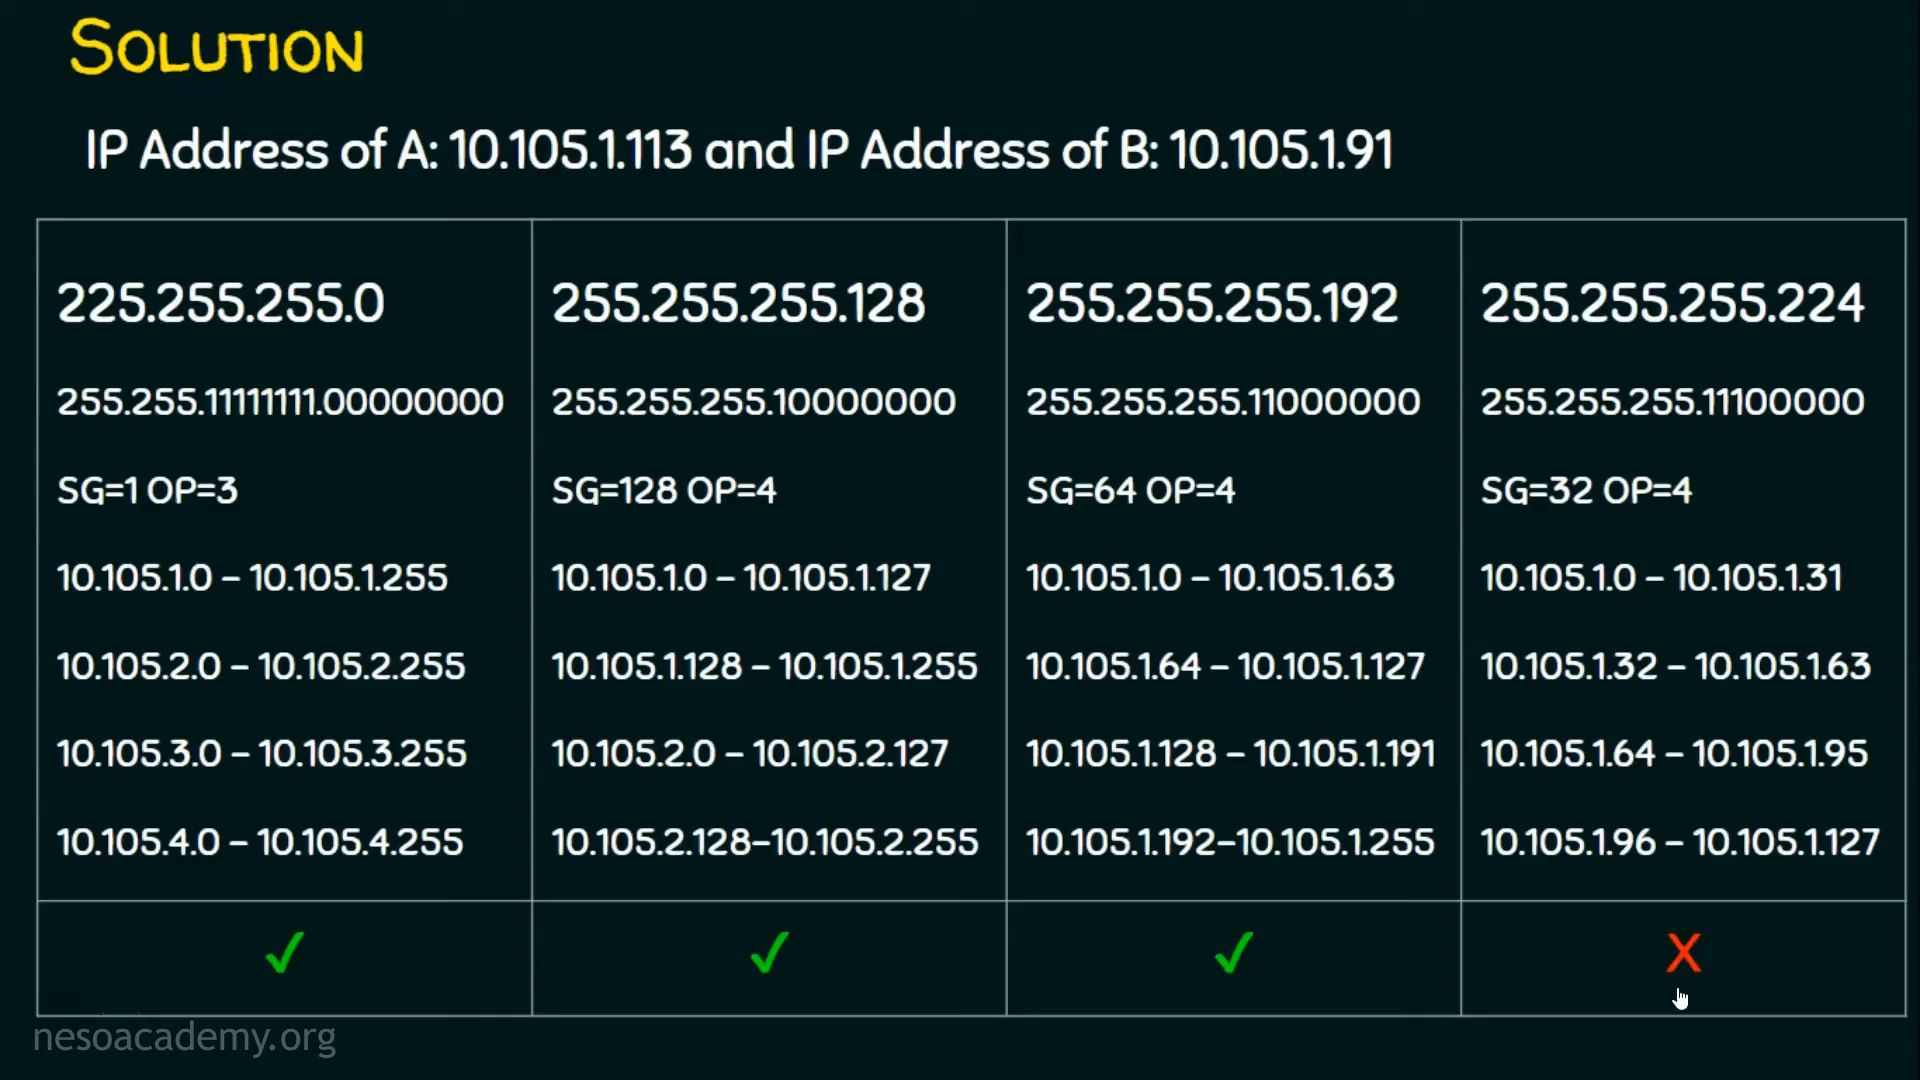 SOLUTION
IP Address of A: 10.105.1.113 and IP Address of B: 10.105.1.91
225.255.255.0
255.255.11111111.00000000
SG=1 OP=3
10.105.1.0 – 10.105.1.255
10.105.2.0 – 10.105.2.255
10.105.3.0 – 10.105.3.255
10.105.4.0 – 10.105.4.255
✓
255.255.255.128
255.255.255.10000000
SG=128 OP=4
10.105.1.0 – 10.105.1.127
10.105.1.128 – 10.105.1.255
10.105.2.0 – 10.105.2.127
10.105.2.128–10.105.2.255
✓
255.255.255.192
255.255.255.11000000
SG=64 OP=4
10.105.1.0 – 10.105.1.63
10.105.1.64 – 10.105.1.127
10.105.1.128 – 10.105.1.191
10.105.1.192–10.105.1.255
✓
255.255.255.224
255.255.255.11100000
SG=32 OP=4
10.105.1.0 – 10.105.1.31
10.105.1.32 – 10.105.1.63
10.105.1.64 – 10.105.1.95
10.105.1.96 – 10.105.1.127
X
nesoacademy.org